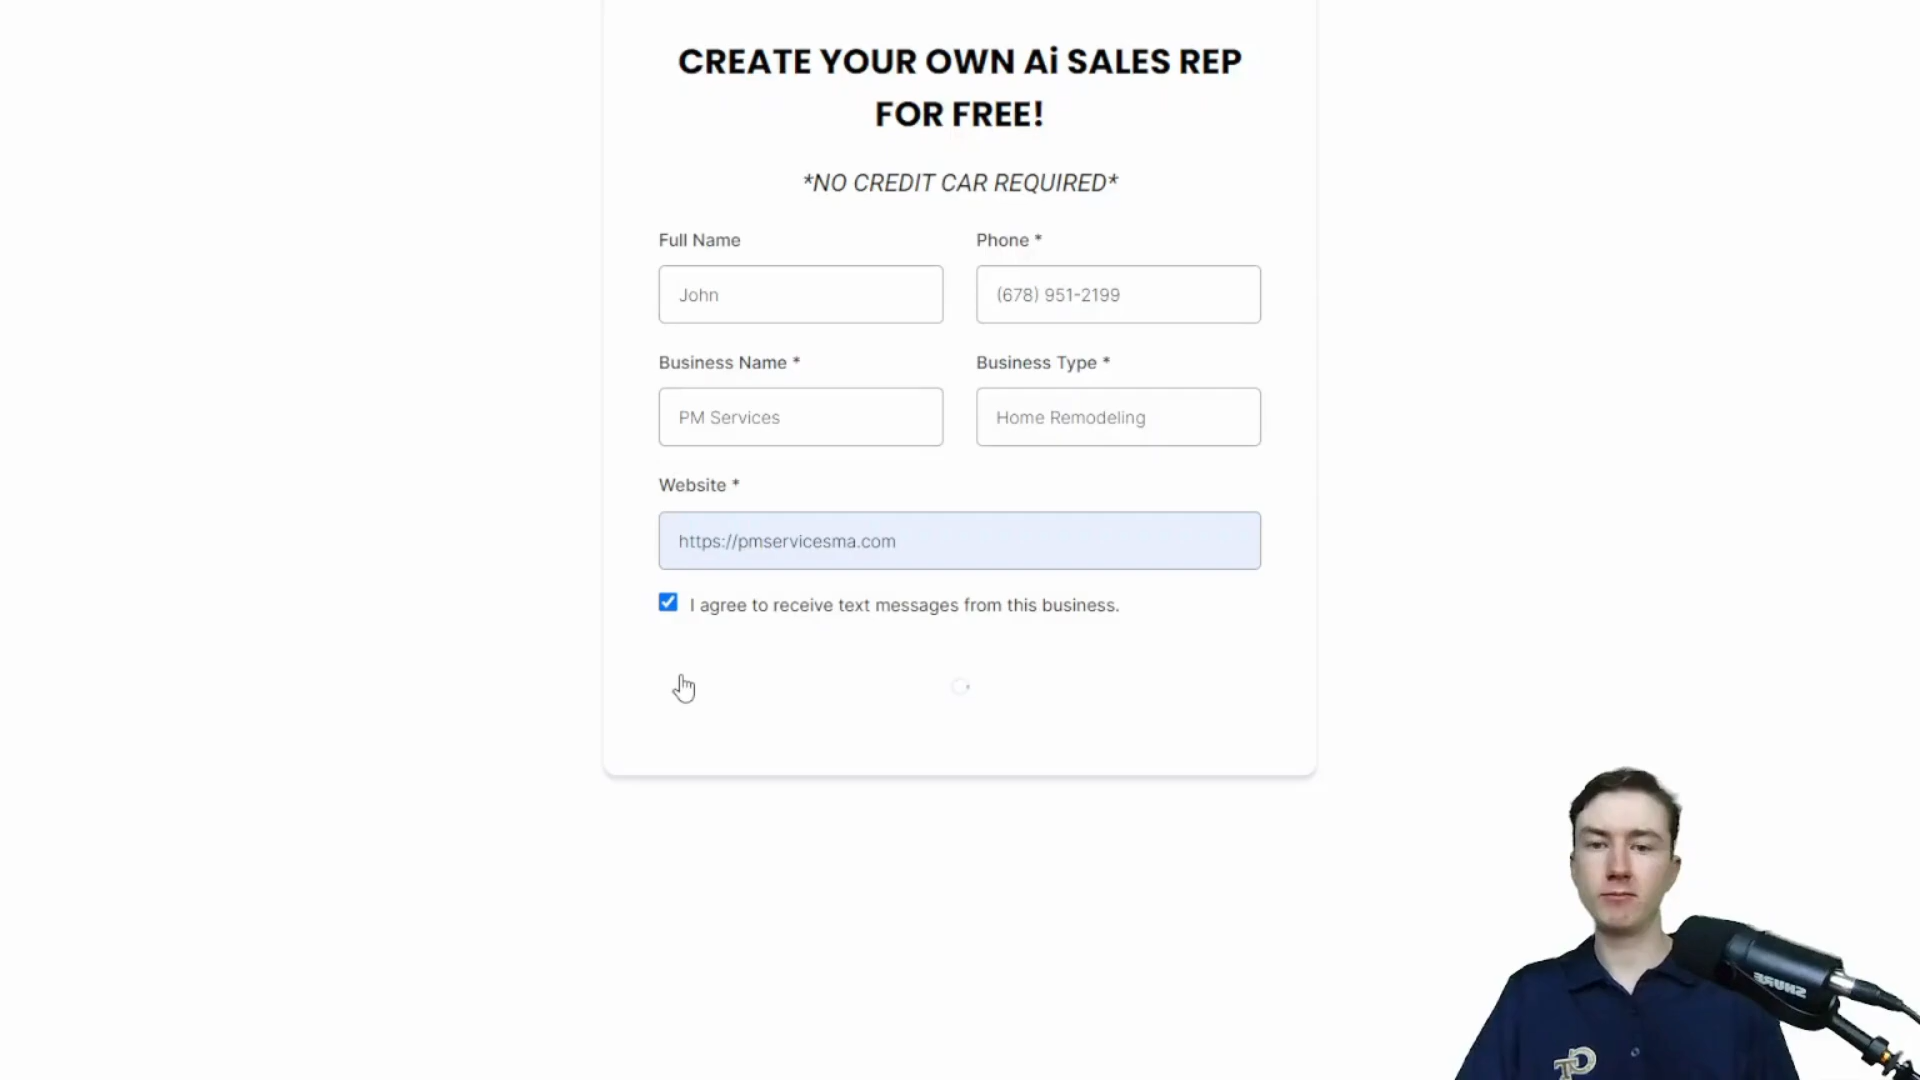 CREATE YOUR OWN Ai SALES REP
FOR FREE!
*NO CREDIT CAR REQUIRED*
Full Name
Phone *
John
(678) 951-2199
Business Name *
Business Type *
PM Services
Home Remodeling
Website *
https://pmservicesma.com
I agree to receive text messages from this business.
SHURE